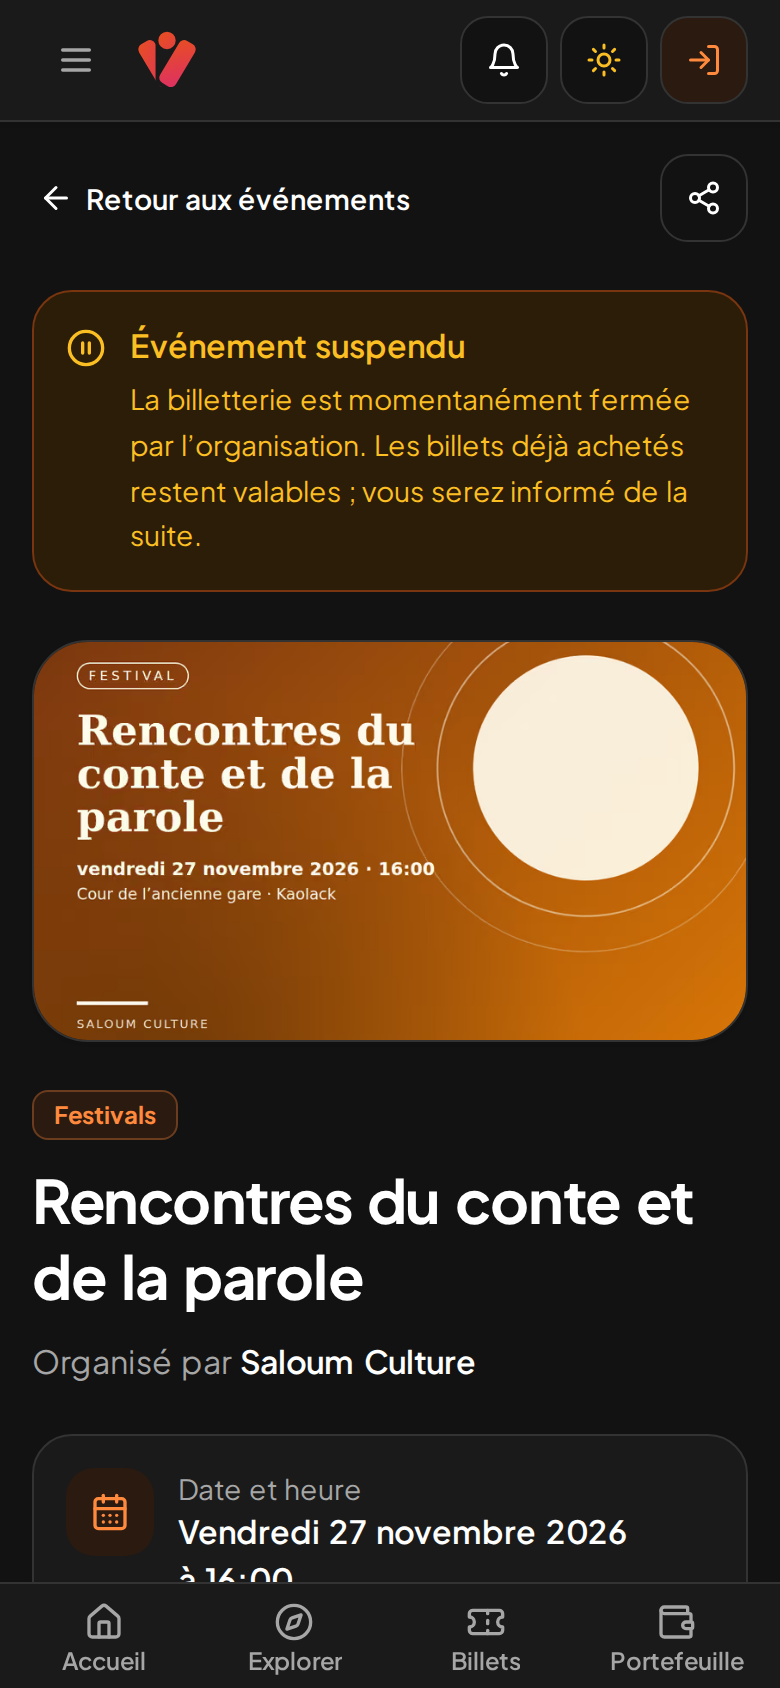 Retour aux événements
Événement suspendu
La billetterie est momentanément fermée
par l’organisation. Les billets déjà achetés
restent valables ; vous serez informé de la
suite.
FESTIVAL
Rencontres du
conte et de la
parole
vendredi 27 novembre 2026 · 16:00
Cour de l’ancienne gare · Kaolack
SALOUM CULTURE
Festivals
Rencontres du conte et
de la parole
Organisé par Saloum Culture
Date et heure
Vendredi 27 novembre 2026
à 16:00
Accueil
Explorer
Billets
Portefeuille